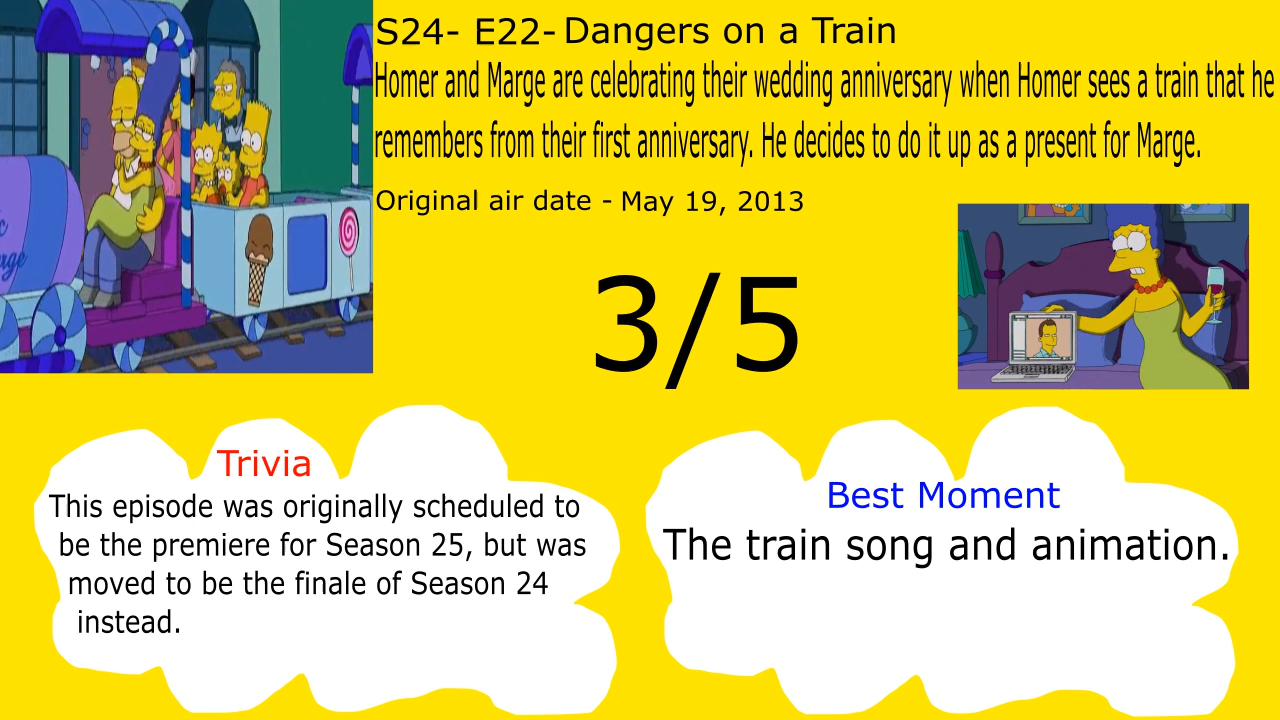 S24- E22- Dangers on a Train
Homer and Marge are celebrating their wedding anniversary when Homer sees a train that he
remembers from their first anniversary. He decides to do it up as a present for Marge.
Original air date - May 19, 2013
3/5
Trivia
This episode was originally scheduled to
be the premiere for Season 25, but was
moved to be the finale of Season 24
instead.
Best Moment
The train song and animation.